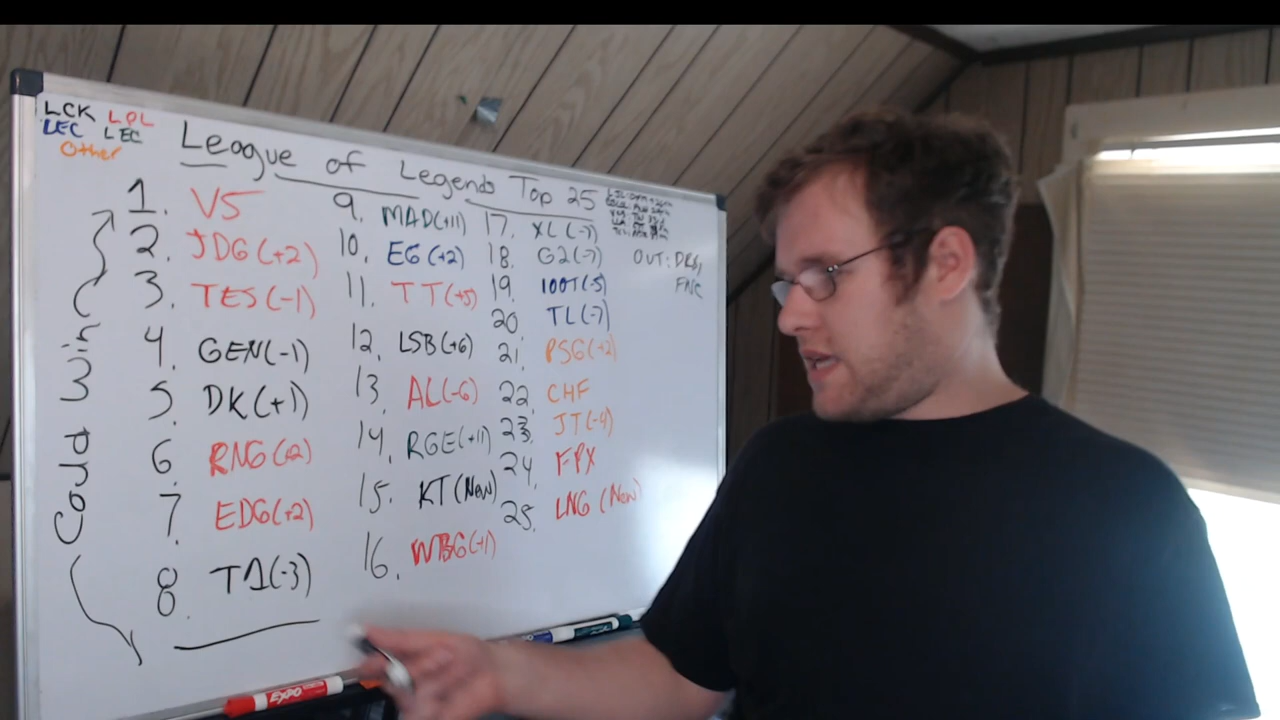 LCK LPL
LEC LEC
Other
League of Legends Top 25
1. V5
2. JDG (+2)
3. TES (-1)
4. GEN (-1)
5. DK (+1)
6. RNG (-2)
7. EDG (+2)
8. T1 (-3)
Could win
9. MAD (+11)
10. EG (+2)
11. TT (+5)
12. LSB (+6)
13. AL (-6)
14. RGE (+11)
15. KT (New)
16. WBG (+1)
17. XL (-7)
18. G2 (-7)
19. 100T (-5)
20. TL (-7)
21. PSG (+2)
22. CHF
23. JT (-4)
24. FPX
25. LNG (New)
OUT: DRX,
FNC
EXPO